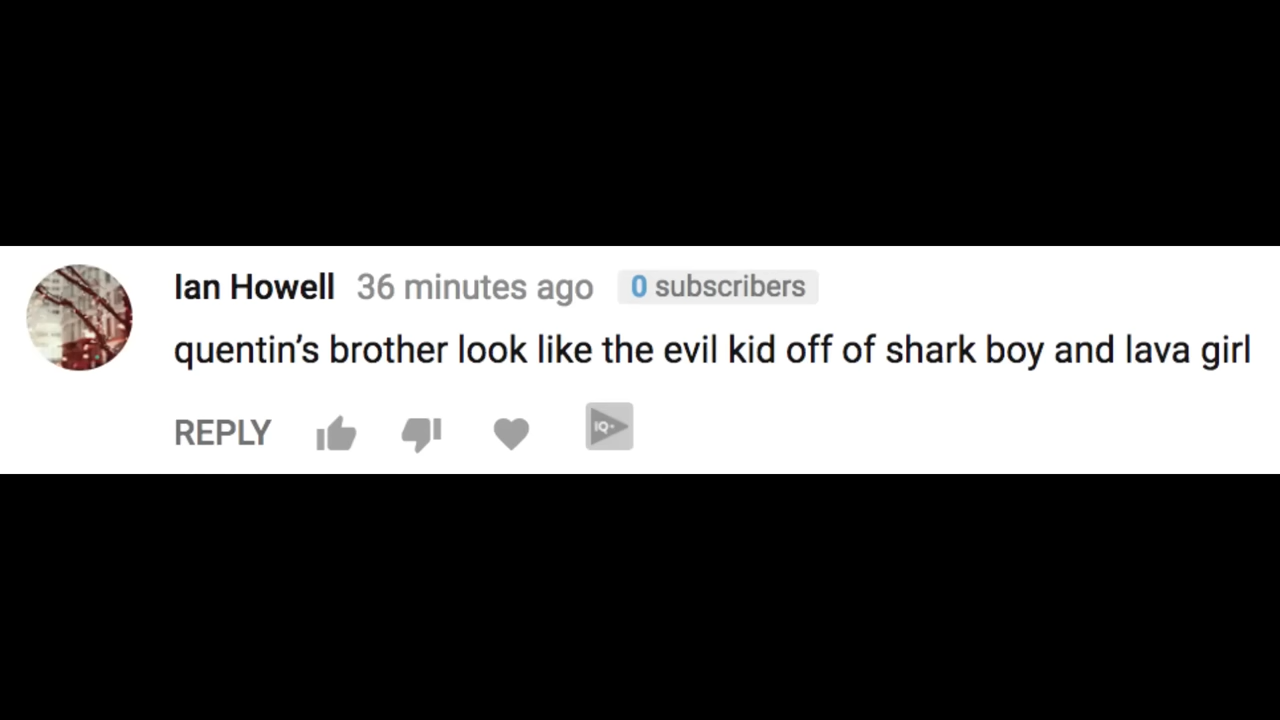 Ian Howell 36 minutes ago 0 subscribers
quentin’s brother look like the evil kid off of shark boy and lava girl
REPLY IQ